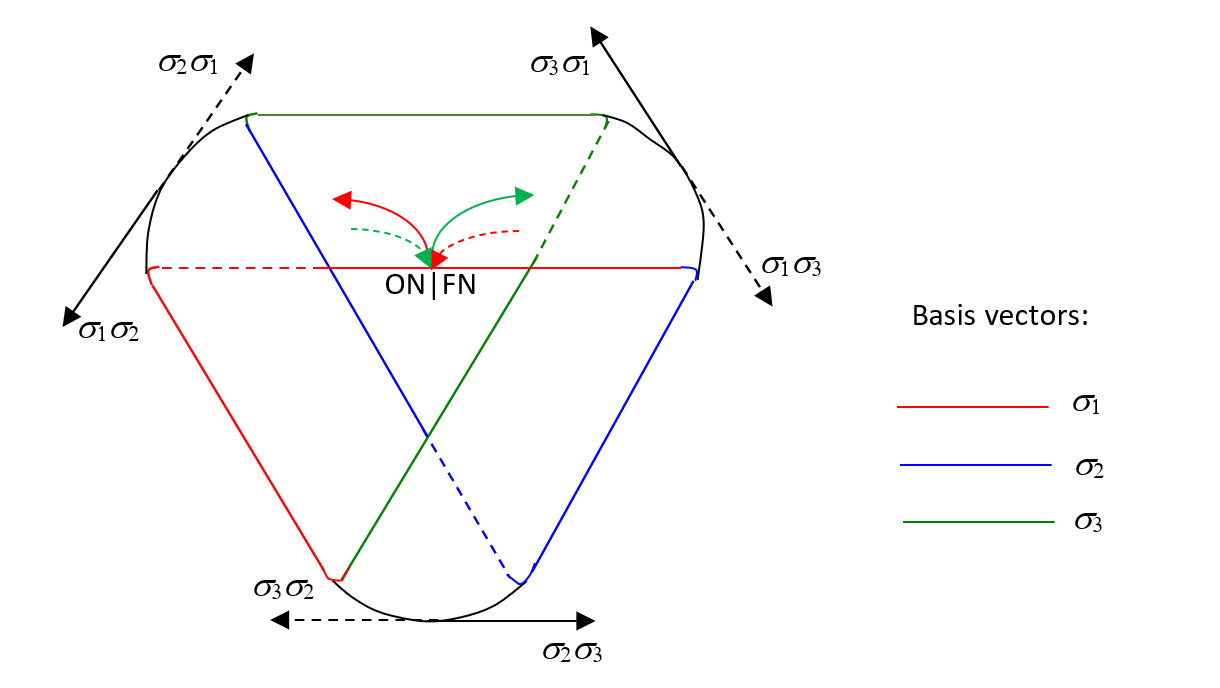 σ₂σ₁
σ₃σ₁
σ₁σ₃
ON|FN
σ₁σ₂
Basis vectors:
σ₁
σ₂
σ₃
σ₃σ₂
σ₂σ₃